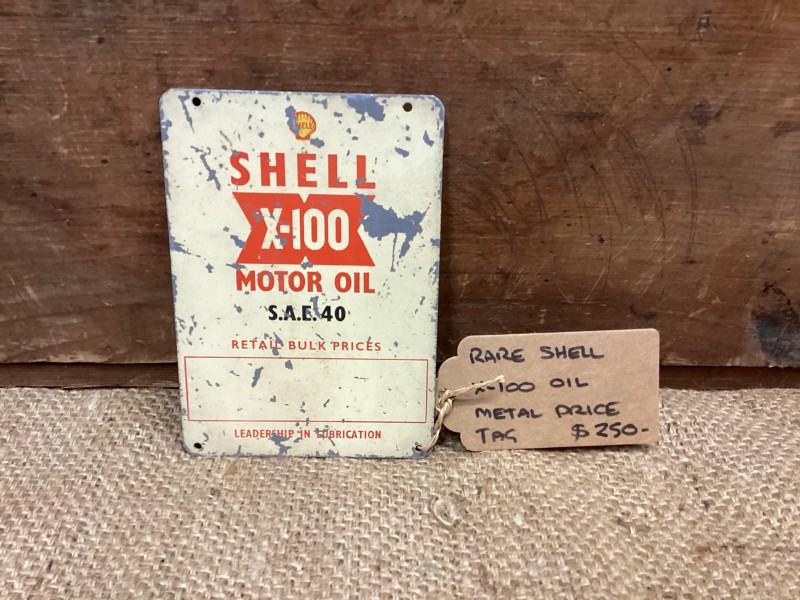 SHELL
X-100
MOTOR OIL
S.A.E. 40
RETAIL BULK PRICES
LEADERSHIP IN LUBRICATION
RARE SHELL
X-100 OIL
METAL PRICE
TAG $250-